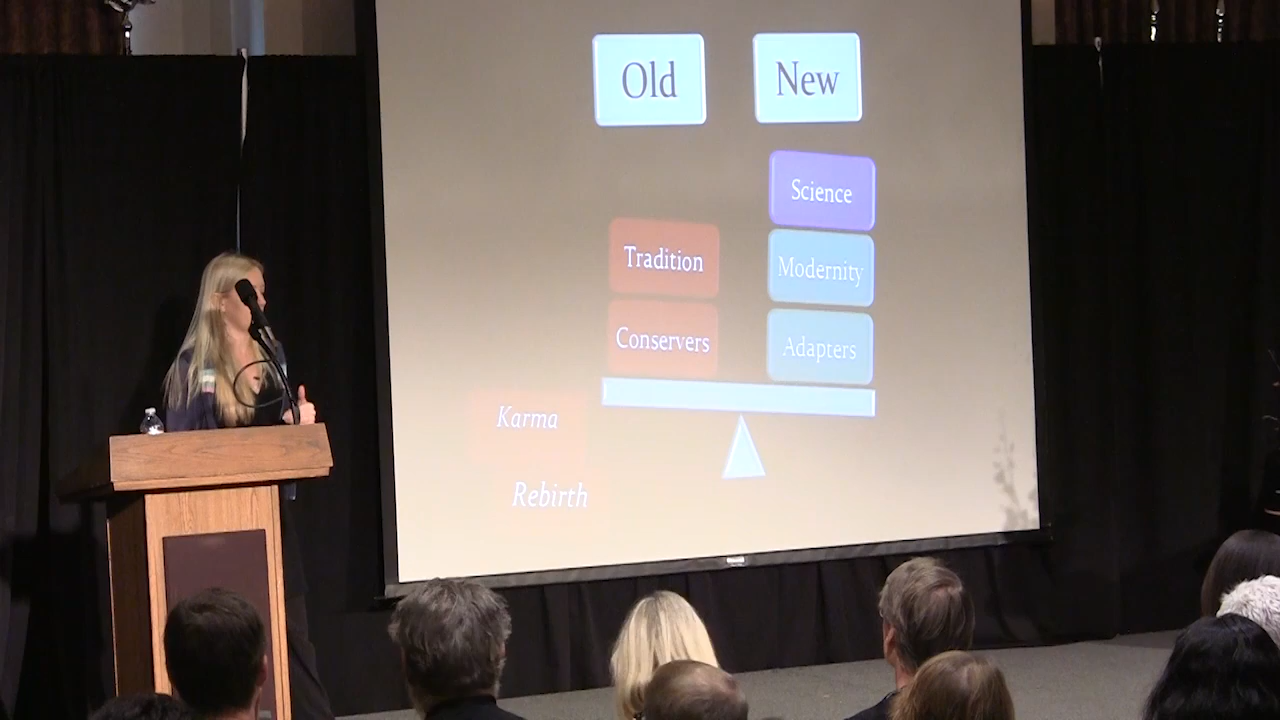 Old New
Science
Tradition
Modernity
Conservers
Adapters
Karma
Rebirth